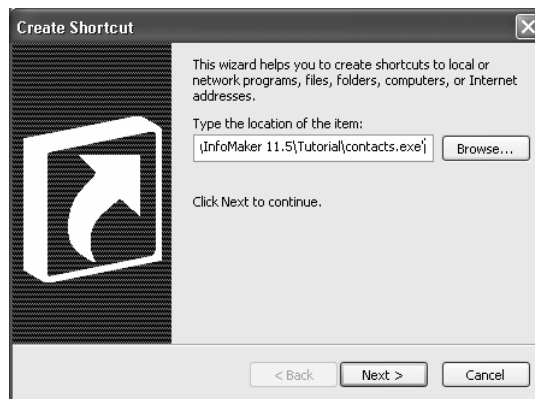 Create Shortcut
This wizard helps you to create shortcuts to local or
network programs, files, folders, computers, or Internet
addresses.
Type the location of the item:
\InfoMaker 11.5\Tutorial\contacts.exe"
Browse...
Click Next to continue.
< Back
Next >
Cancel